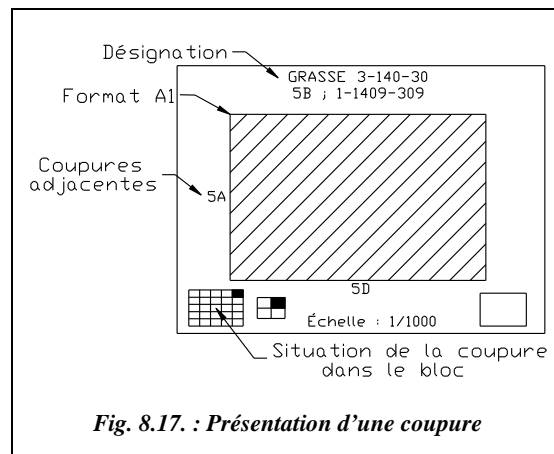 Désignation
GRASSE 3-140-30
5B ; 1-1409-309
Format A1
Coupures
adjacentes
5A
5D
Échelle : 1/1000
Situation de la coupure
dans le bloc
Fig. 8.17. : Présentation d'une coupure